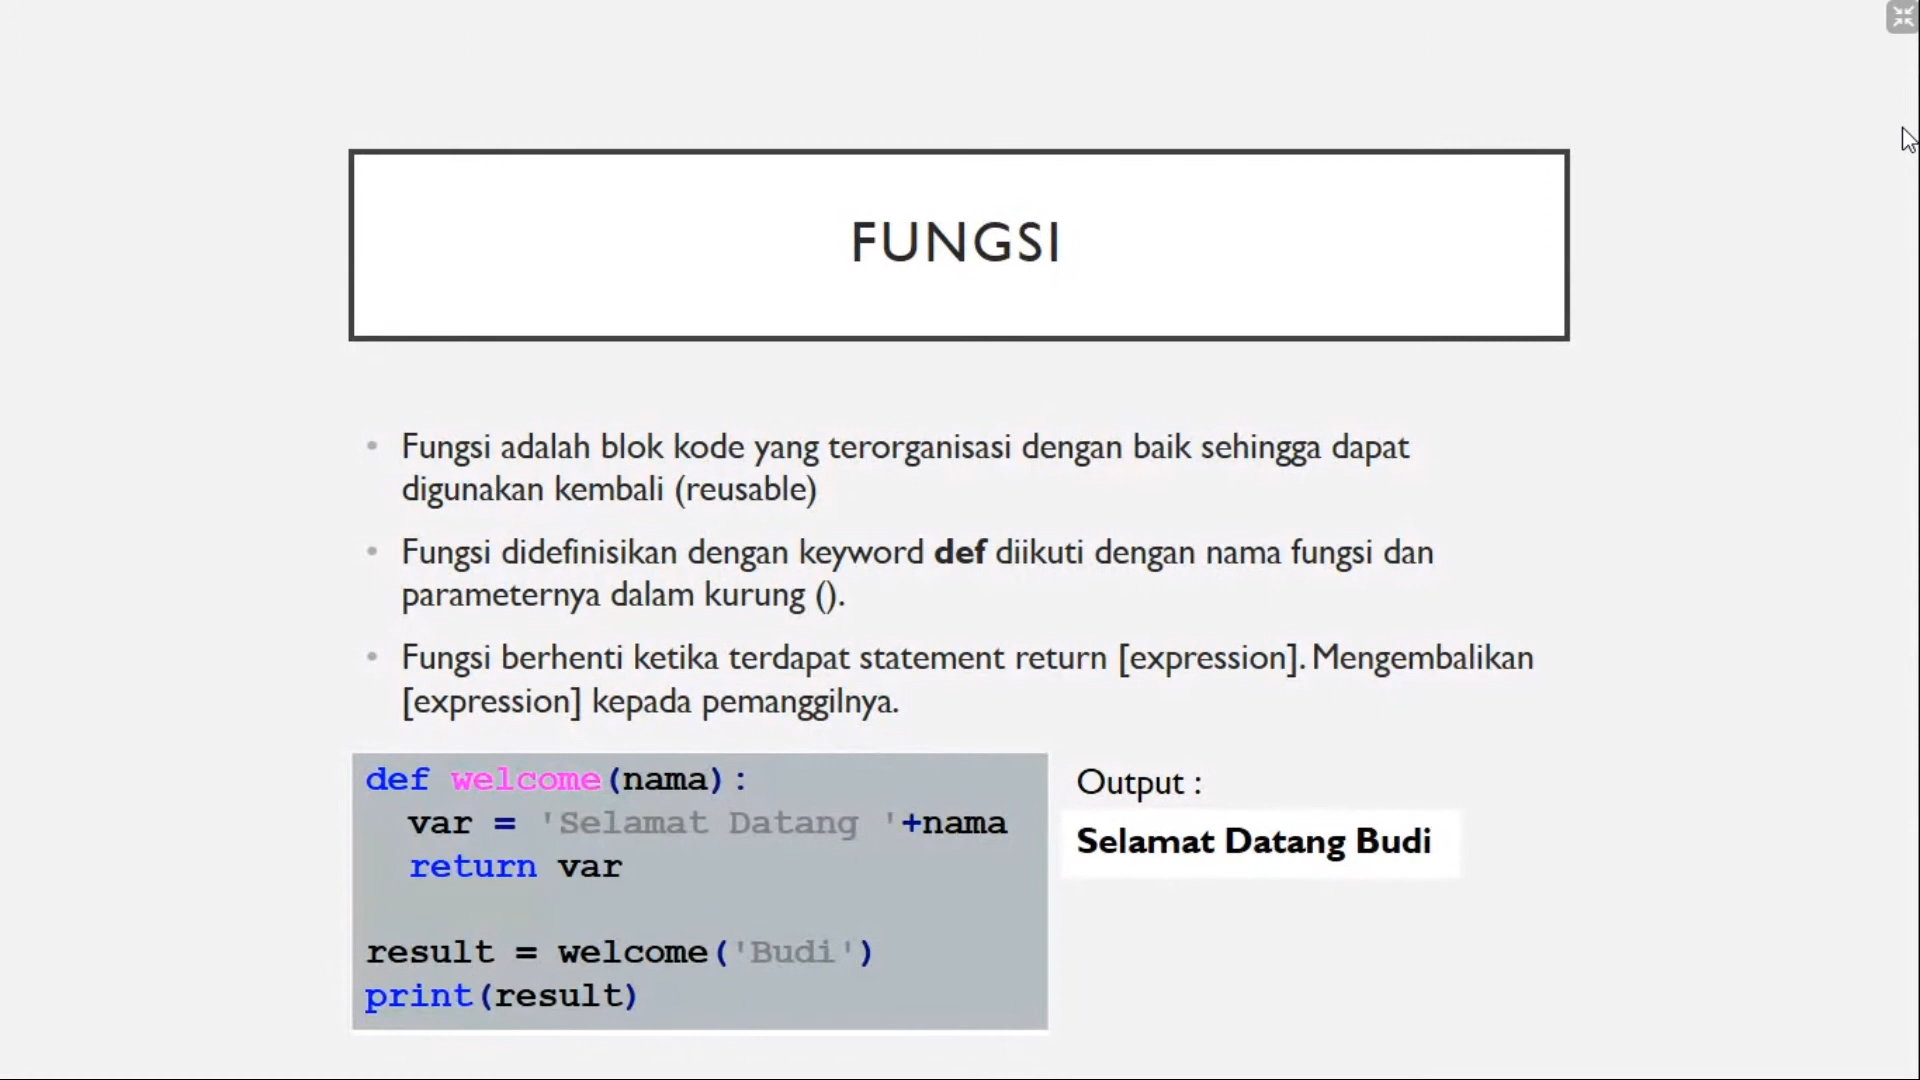 FUNGSI
• Fungsi adalah blok kode yang terorganisasi dengan baik sehingga dapat
digunakan kembali (reusable)
• Fungsi didefinisikan dengan keyword def diikuti dengan nama fungsi dan
parameternya dalam kurung ().
• Fungsi berhenti ketika terdapat statement return [expression]. Mengembalikan
[expression] kepada pemanggilnya.
def welcome(nama):
  var = 'Selamat Datang '+nama
  return var
result = welcome('Budi')
print(result)
Output :
Selamat Datang Budi